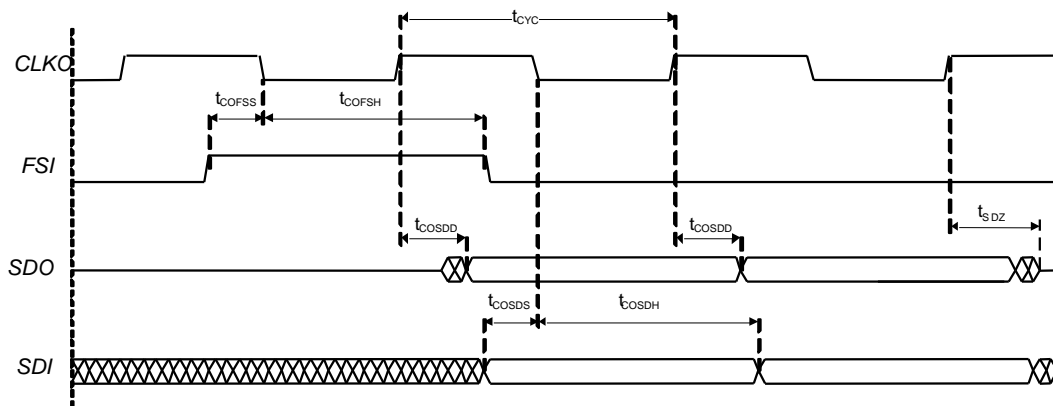 tCYC
CLKO
tCOFSS
tCOFSH
FSI
tCOSDD
tCOSDD
tSDZ
SDO
tCOSDS
tCOSDH
SDI